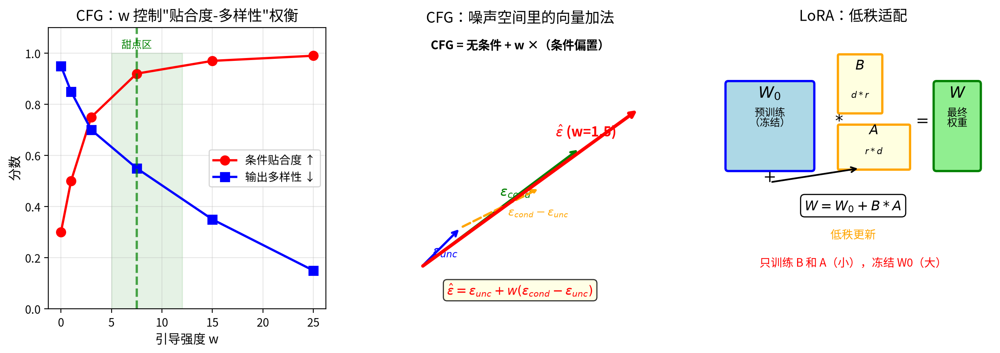 CFG：w 控制"贴合度-多样性"权衡
甜点区
1.0
0.8
0.6
0.4
0.2
0.0
分数
条件贴合度 ↑
输出多样性 ↓
0 5 10 15 20 25
引导强度 w
CFG：噪声空间里的向量加法
CFG = 无条件 + w ×（条件偏置）
ε̂ (w=1.5)
ε_cond
ε_cond − ε_unc
ε_unc
ε̂ = ε_unc + w(ε_cond − ε_unc)
LoRA：低秩适配
B
d * r
W₀
预训练
（冻结）
*
A
r * d
=
W
最终
权重
+
W = W₀ + B * A
低秩更新
只训练 B 和 A（小），冻结 W0（大）